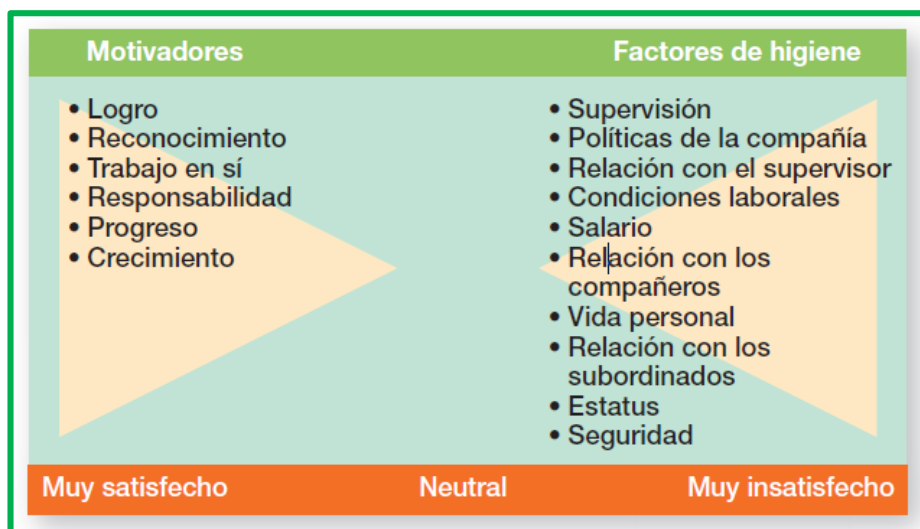 Motivadores
Factores de higiene
• Logro
• Reconocimiento
• Trabajo en sí
• Responsabilidad
• Progreso
• Crecimiento
• Supervisión
• Políticas de la compañía
• Relación con el supervisor
• Condiciones laborales
• Salario
• Relación con los
compañeros
• Vida personal
• Relación con los
subordinados
• Estatus
• Seguridad
Muy satisfecho
Neutral
Muy insatisfecho